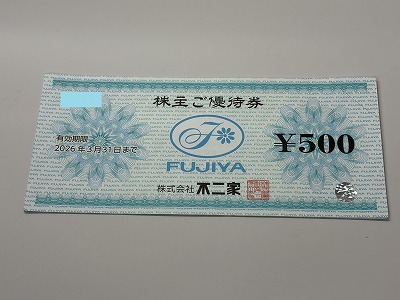 株主ご優待券
有効期限
2026年3月31日まで
F
¥500
FUJIYA
株式会社 不二家